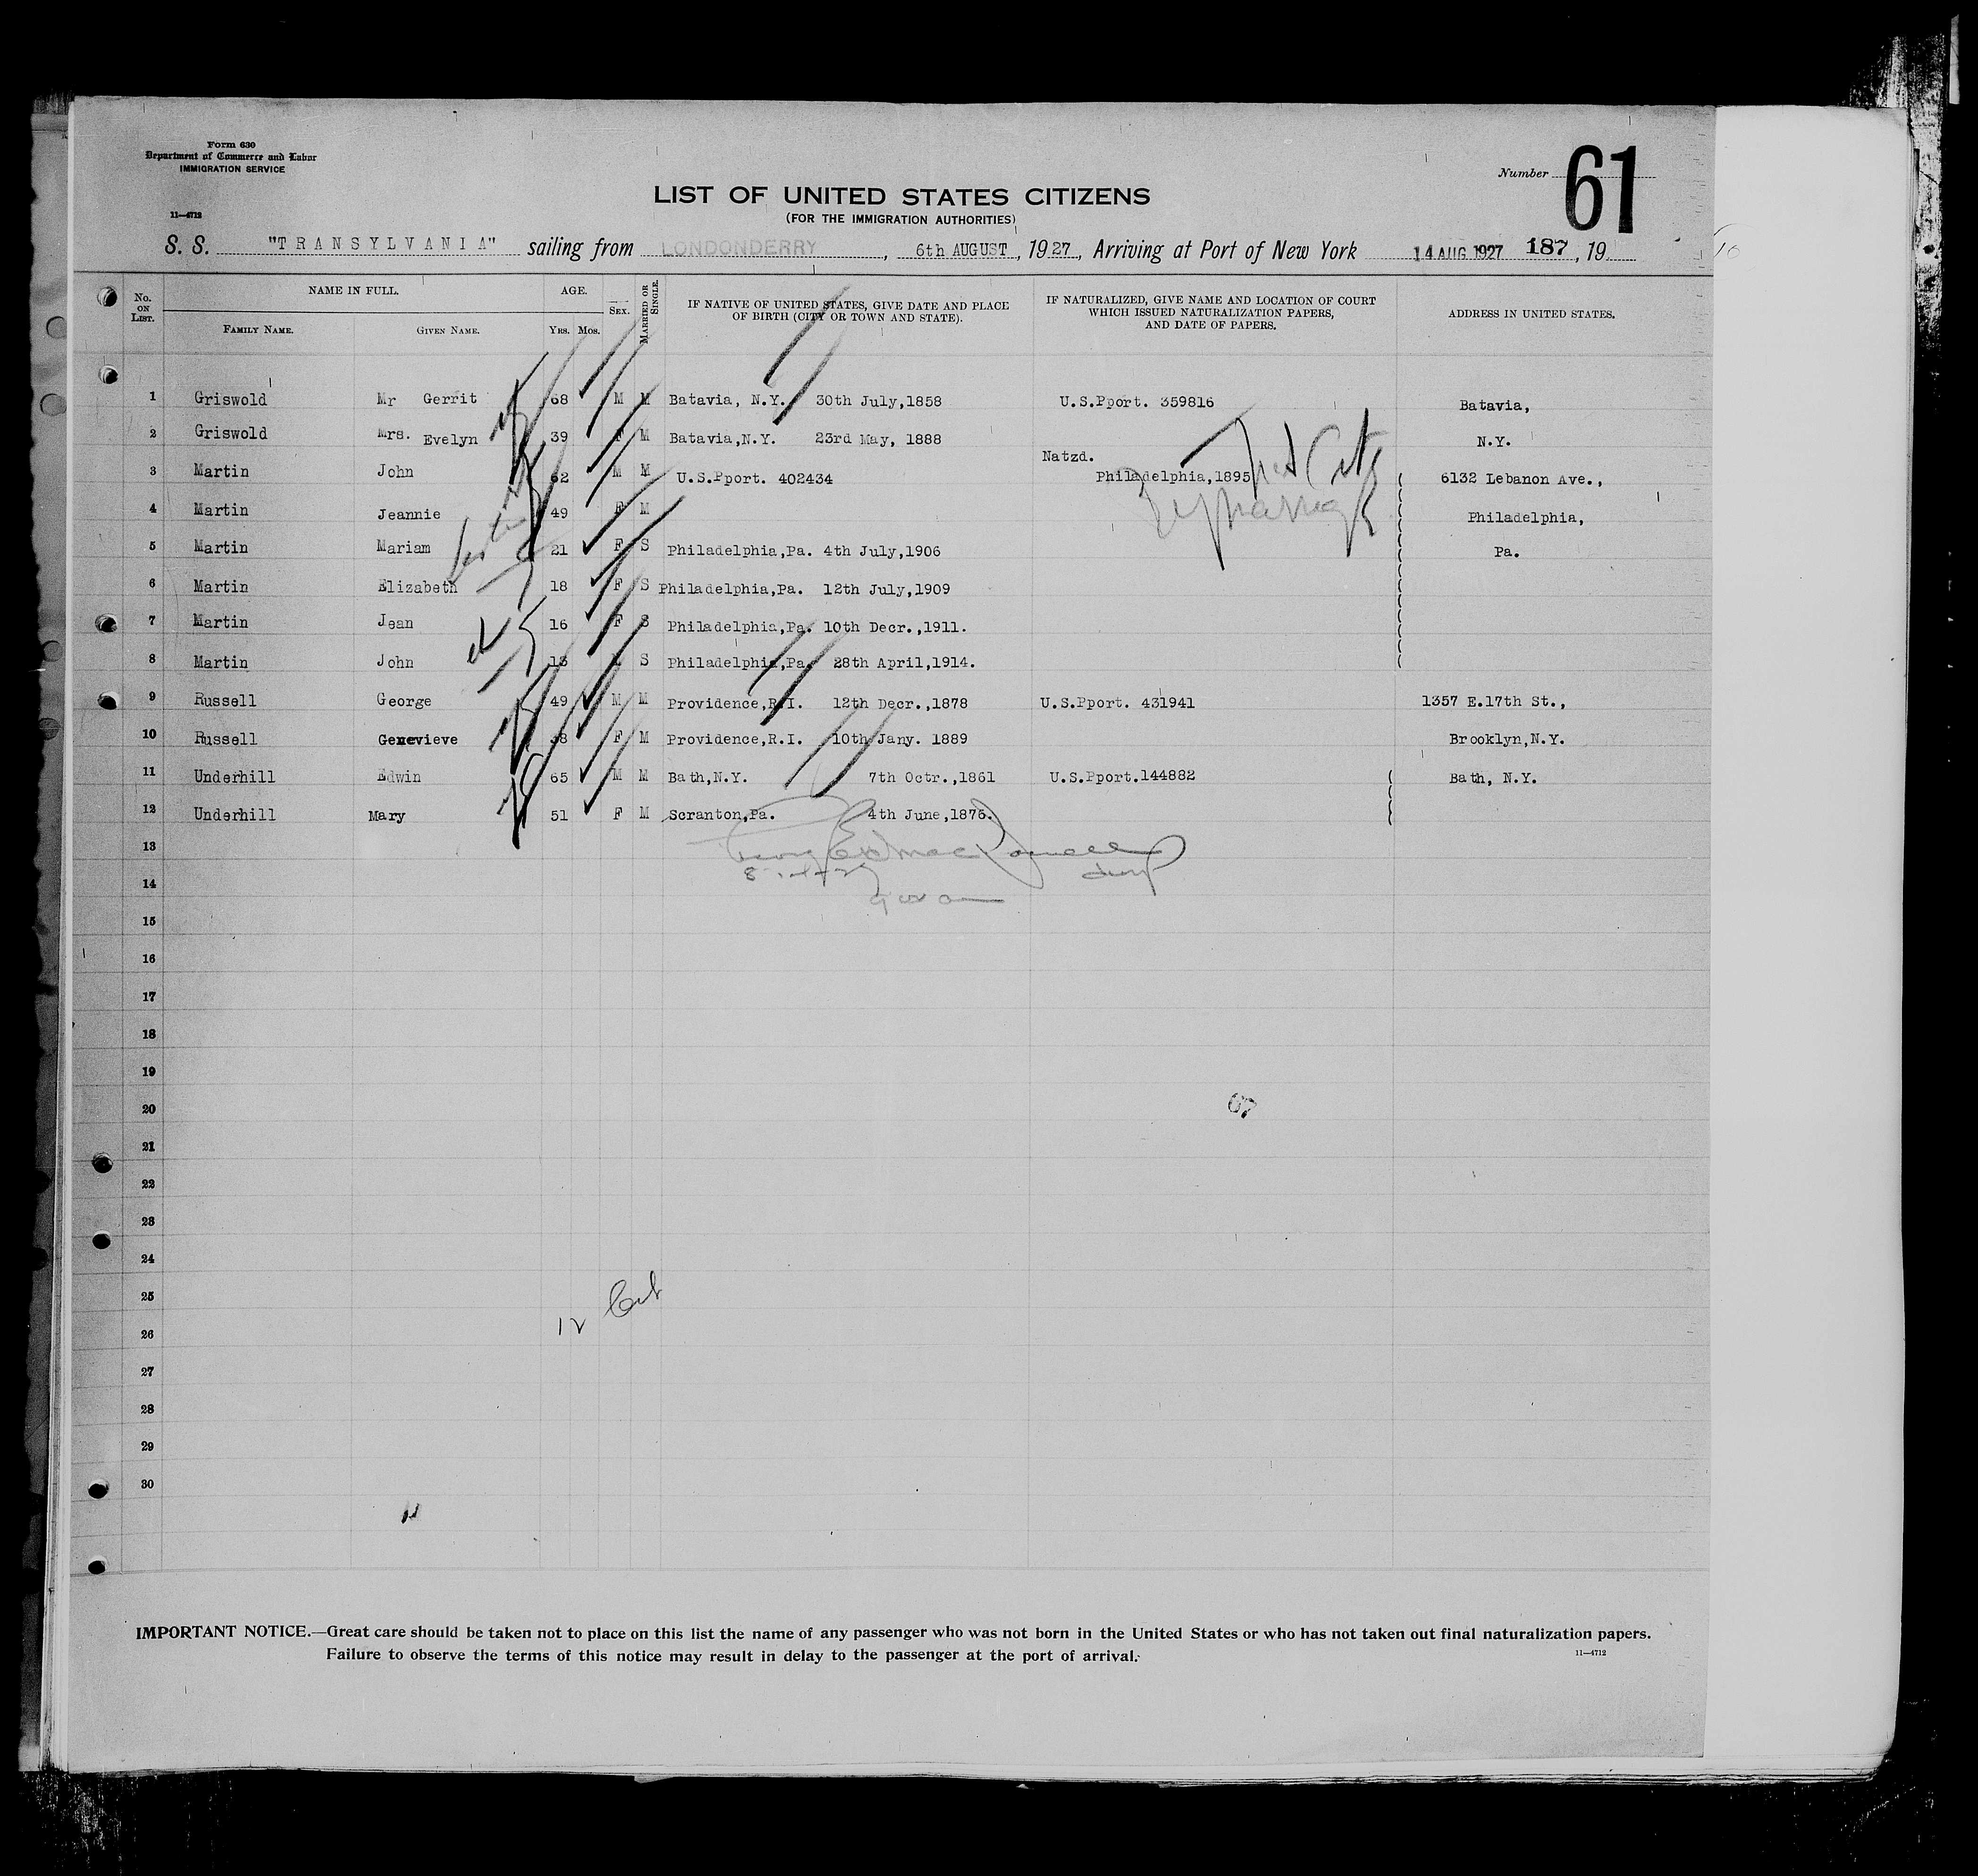 Form 630
Department of Commerce and Labor
IMMIGRATION SERVICE
11—4712
Number 61
LIST OF UNITED STATES CITIZENS
(FOR THE IMMIGRATION AUTHORITIES)
S. S. "TRANSYLVANIA" sailing from LONDONDERRY, 6th AUGUST, 1927, Arriving at Port of New York 14 AUG 1927 187, 19
No. ON LIST. NAME IN FULL. AGE. SEX. MARRIED OR SINGLE. IF NATIVE OF UNITED STATES, GIVE DATE AND PLACE OF BIRTH (CITY OR TOWN AND STATE). IF NATURALIZED, GIVE NAME AND LOCATION OF COURT WHICH ISSUED NATURALIZATION PAPERS, AND DATE OF PAPERS. ADDRESS IN UNITED STATES.
FAMILY NAME. GIVEN NAME. YRS. MOS.
1 Griswold Mr Gerrit 68 M M Batavia, N.Y. 30th July,1858 U.S.Pport. 359816 Batavia,
2 Griswold Mrs. Evelyn 39 F M Batavia,N.Y. 23rd May, 1888 N.Y.
Natzd.
3 Martin John 62 M M U.S.Pport. 402434 Philadelphia,1895 6132 Lebanon Ave.,
4 Martin Jeannie 49 F M Philadelphia,
5 Martin Mariam 21 F S Philadelphia,Pa. 4th July,1906 Pa.
6 Martin Elizabeth 18 F S Philadelphia,Pa. 12th July,1909
7 Martin Jean 16 F S Philadelphia,Pa. 10th Decr.,1911.
8 Martin John 13 S Philadelphia,Pa. 28th April,1914.
9 Russell George 49 M M Providence,R.I. 12th Decr.,1878 U.S.Pport. 431941 1357 E.17th St.,
10 Russell Genevieve 38 F M Providence,R.I. 10th Jany. 1889 Brooklyn,N.Y.
11 Underhill Edwin 65 M M Bath,N.Y. 7th Octr.,1861 U.S.Pport.144882 Bath, N.Y.
12 Underhill Mary 51 F M Scranton,Pa. 4th June,1876.
13
14
15
16
17
18
19
20
67
21
22
23
24
25
26
12
27
28
29
30
IMPORTANT NOTICE.—Great care should be taken not to place on this list the name of any passenger who was not born in the United States or who has not taken out final naturalization papers.
Failure to observe the terms of this notice may result in delay to the passenger at the port of arrival.
11—4712